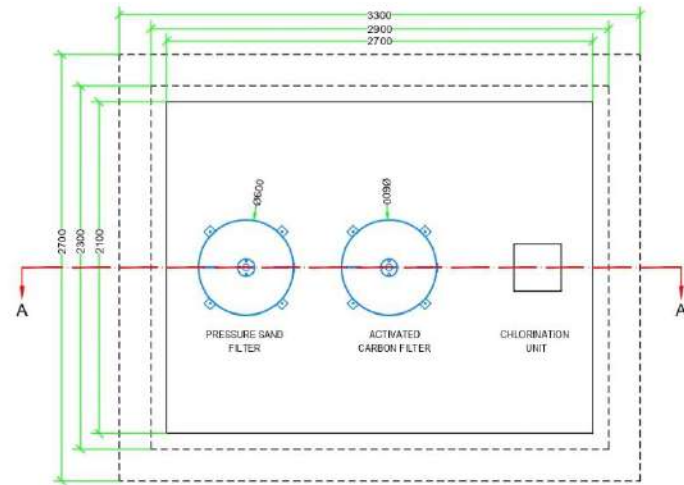 3300
2900
2700
2700
2300
2100
Ø600
Ø600
A
A
PRESSURE SAND
FILTER
ACTIVATED
CARBON FILTER
CHLORINATION
UNIT